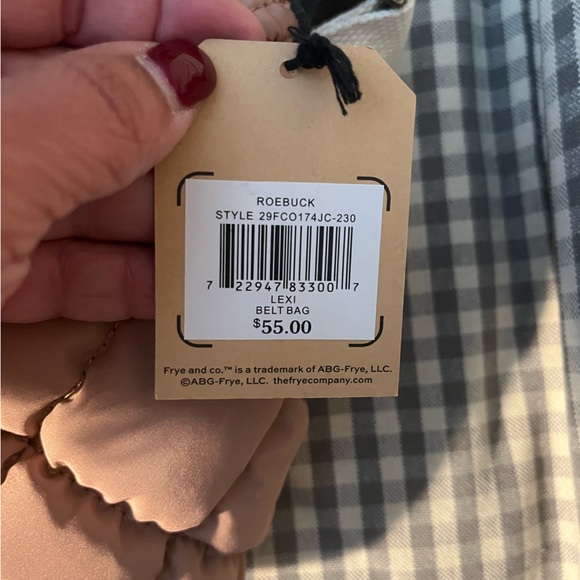 ROEBUCK
STYLE 29FCO174JC-230
7 22947 83300 7
LEXI
BELT BAG
$55.00
Frye and co.™ is a trademark of ABG-Frye, LLC.
©ABG-Frye, LLC. thefryecompany.com